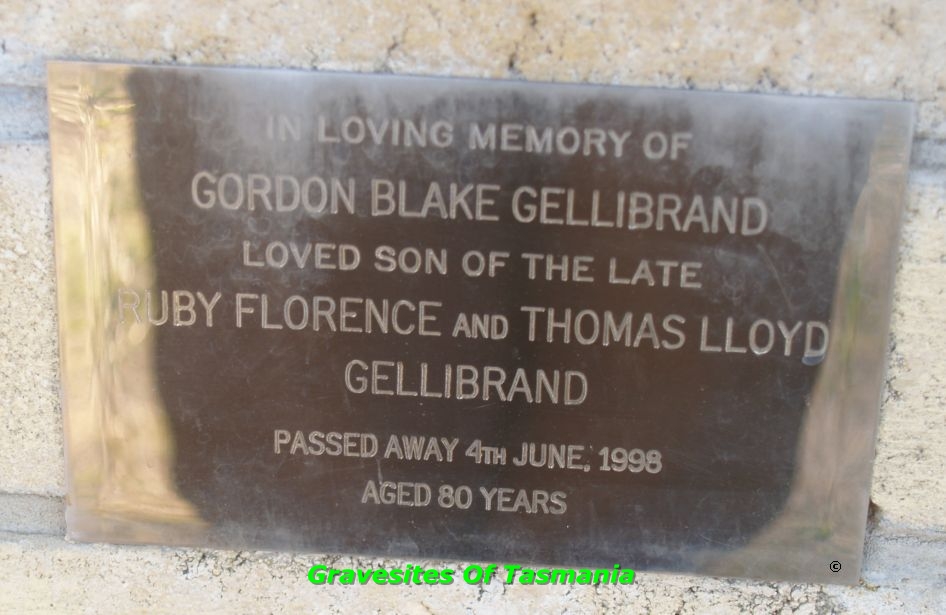 IN LOVING MEMORY OF
GORDON BLAKE GELLIBRAND
LOVED SON OF THE LATE
RUBY FLORENCE AND THOMAS LLOYD
GELLIBRAND
PASSED AWAY 4TH JUNE, 1998
AGED 80 YEARS
Gravesites Of Tasmania
©